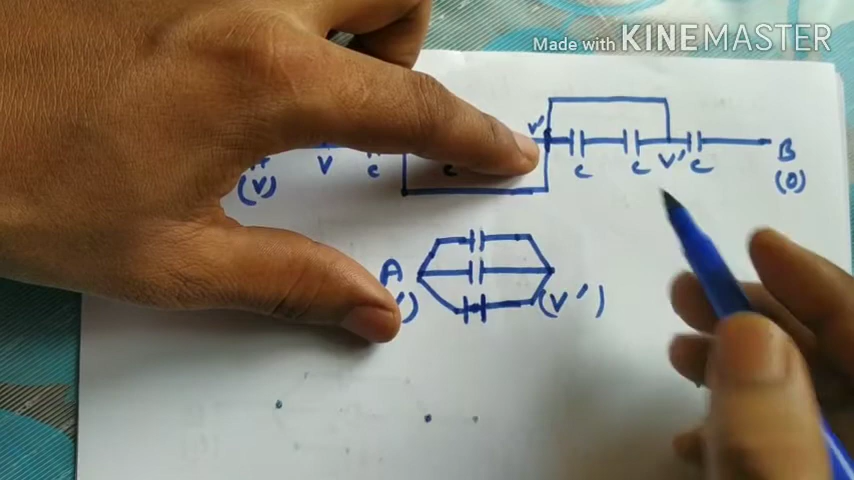 Made with KINEMASTER
V'
B
V c c c V' c
(V) (0)
A
') (V')